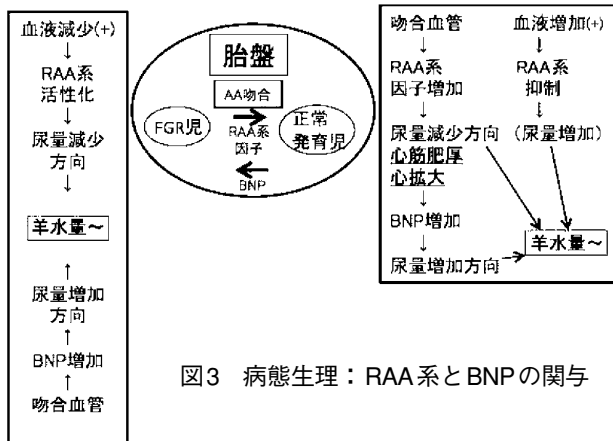 血液減少(+)
↓
RAA系
活性化
↓
尿量減少
方向
↓
羊水量～
↑
尿量増加
方向
↑
BNP増加
↑
吻合血管
胎盤
AA吻合
FGR児
RAA系
因子
正常
発育児
BNP
吻合血管
↓
RAA系
因子増加
↓
尿量減少方向
心筋肥厚
心拡大
↓
BNP増加
↓
尿量増加方向
血液増加(+)
↓
RAA系
抑制
↓
(尿量増加)
羊水量～
図3 病態生理：RAA系とBNPの関与